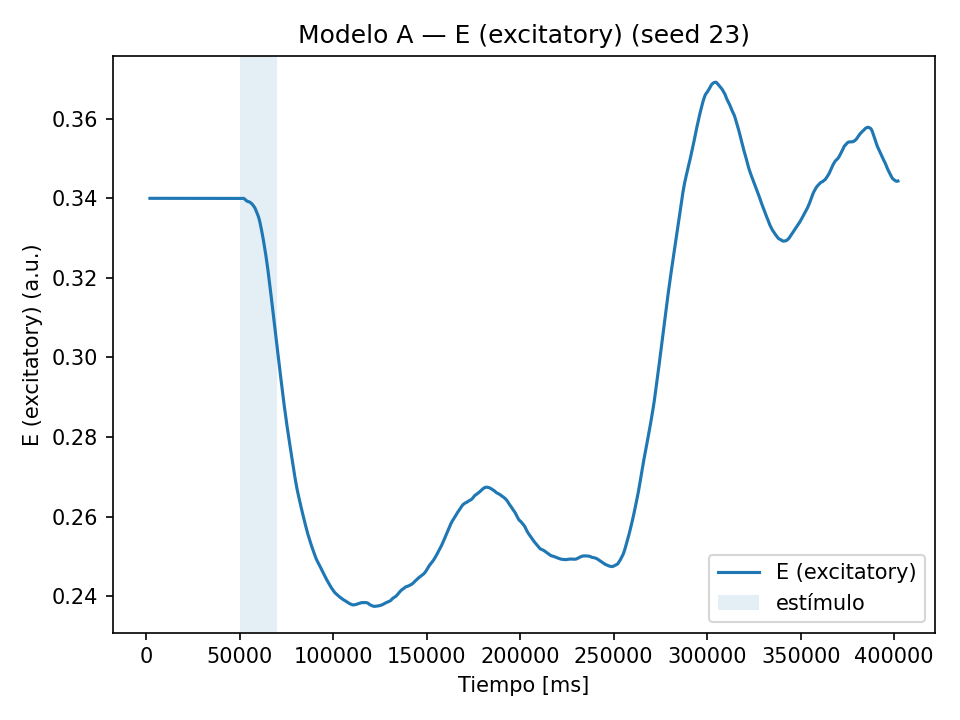 Modelo A — E (excitatory) (seed 23)
E (excitatory) (a.u.)
0.36
0.34
0.32
0.30
0.28
0.26
0.24
E (excitatory)
estímulo
0 50000 100000 150000 200000 250000 300000 350000 400000
Tiempo [ms]